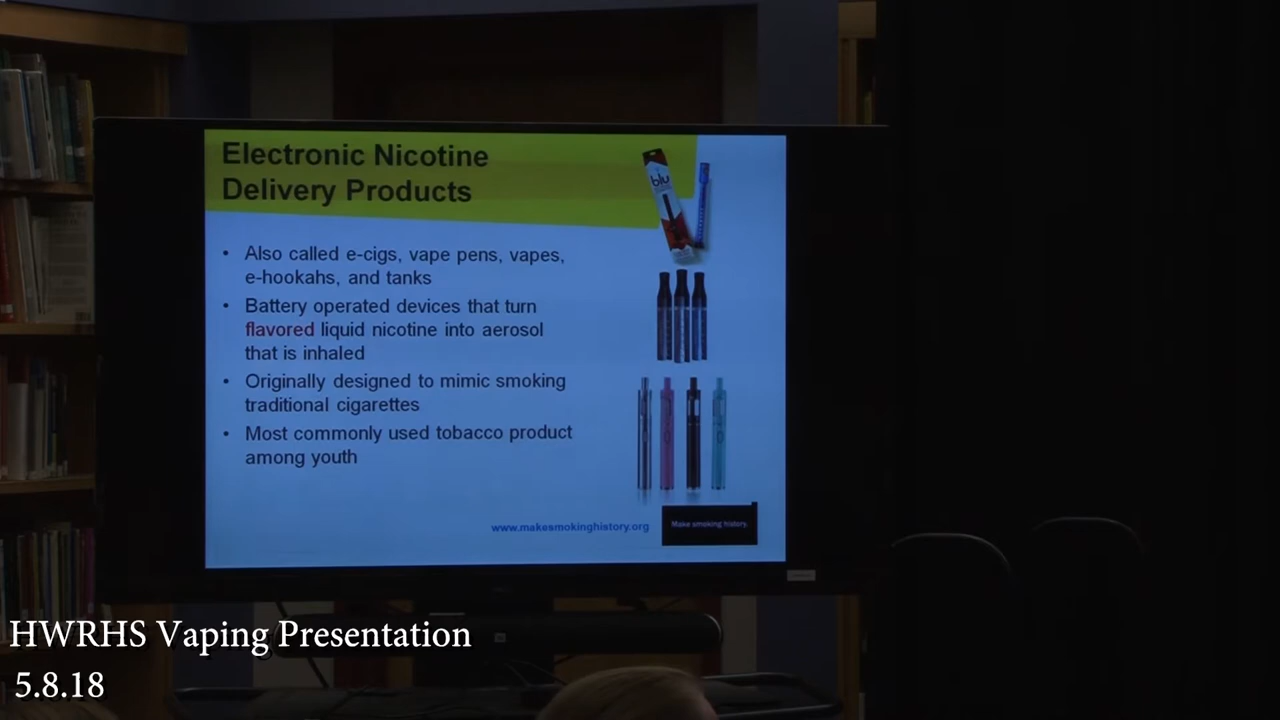 Electronic Nicotine
Delivery Products
blu
• Also called e-cigs, vape pens, vapes,
e-hookahs, and tanks
• Battery operated devices that turn
flavored liquid nicotine into aerosol
that is inhaled
• Originally designed to mimic smoking
traditional cigarettes
• Most commonly used tobacco product
among youth
www.makesmokinghistory.org
Make smoking history.
HWRHS Vaping Presentation
5.8.18